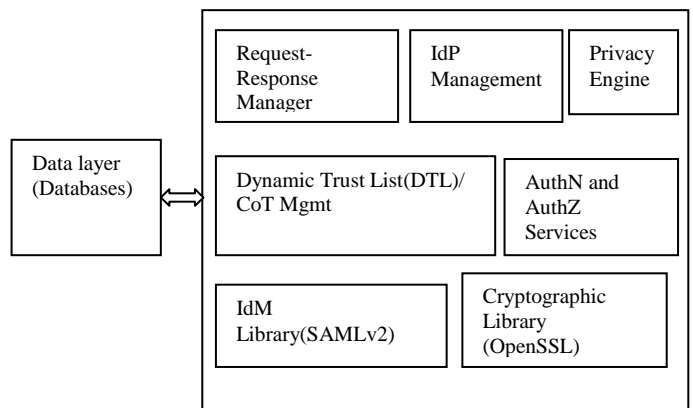 Request-
Response
Manager
IdP
Management
Privacy
Engine
Data layer
(Databases)
Dynamic Trust List(DTL)/
CoT Mgmt
AuthN and
AuthZ
Services
IdM
Library(SAMLv2)
Cryptographic
Library
(OpenSSL)